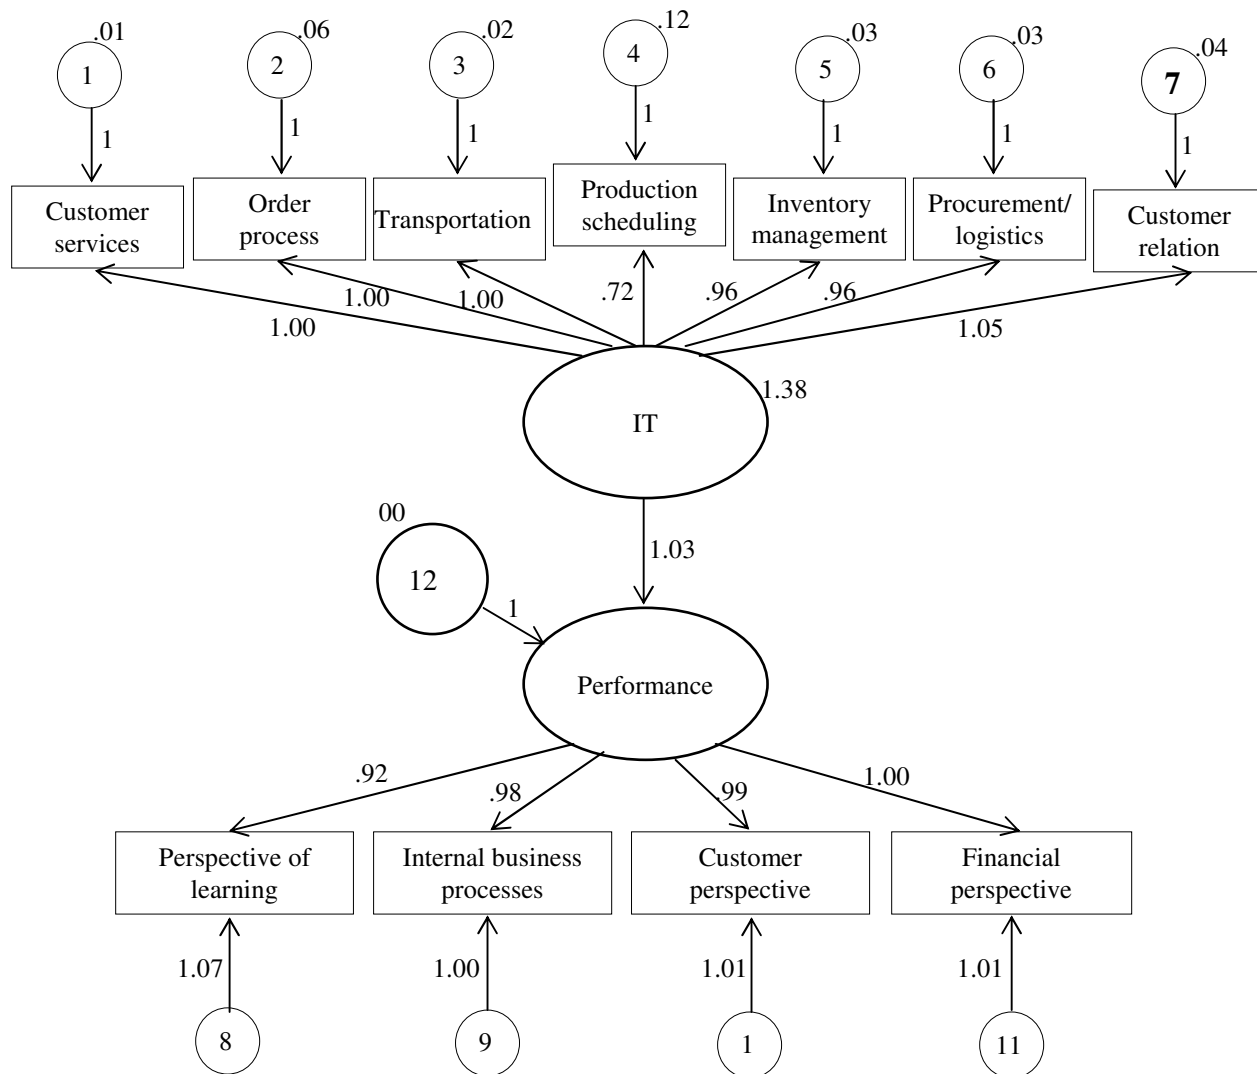 .01
.06
.02
.12
.03
.03
.04
1
2
3
4
5
6
7
1
1
1
1
1
1
1
Customer
services
Order
process
Transportation
Production
scheduling
Inventory
management
Procurement/
logistics
Customer
relation
1.00
1.00
1.00
.72
.96
.96
1.05
1.38
IT
00
12
1
1.03
Performance
.92
.98
.99
1.00
Perspective of
learning
Internal business
processes
Customer
perspective
Financial
perspective
1.07
1.00
1.01
1.01
8
9
1
11